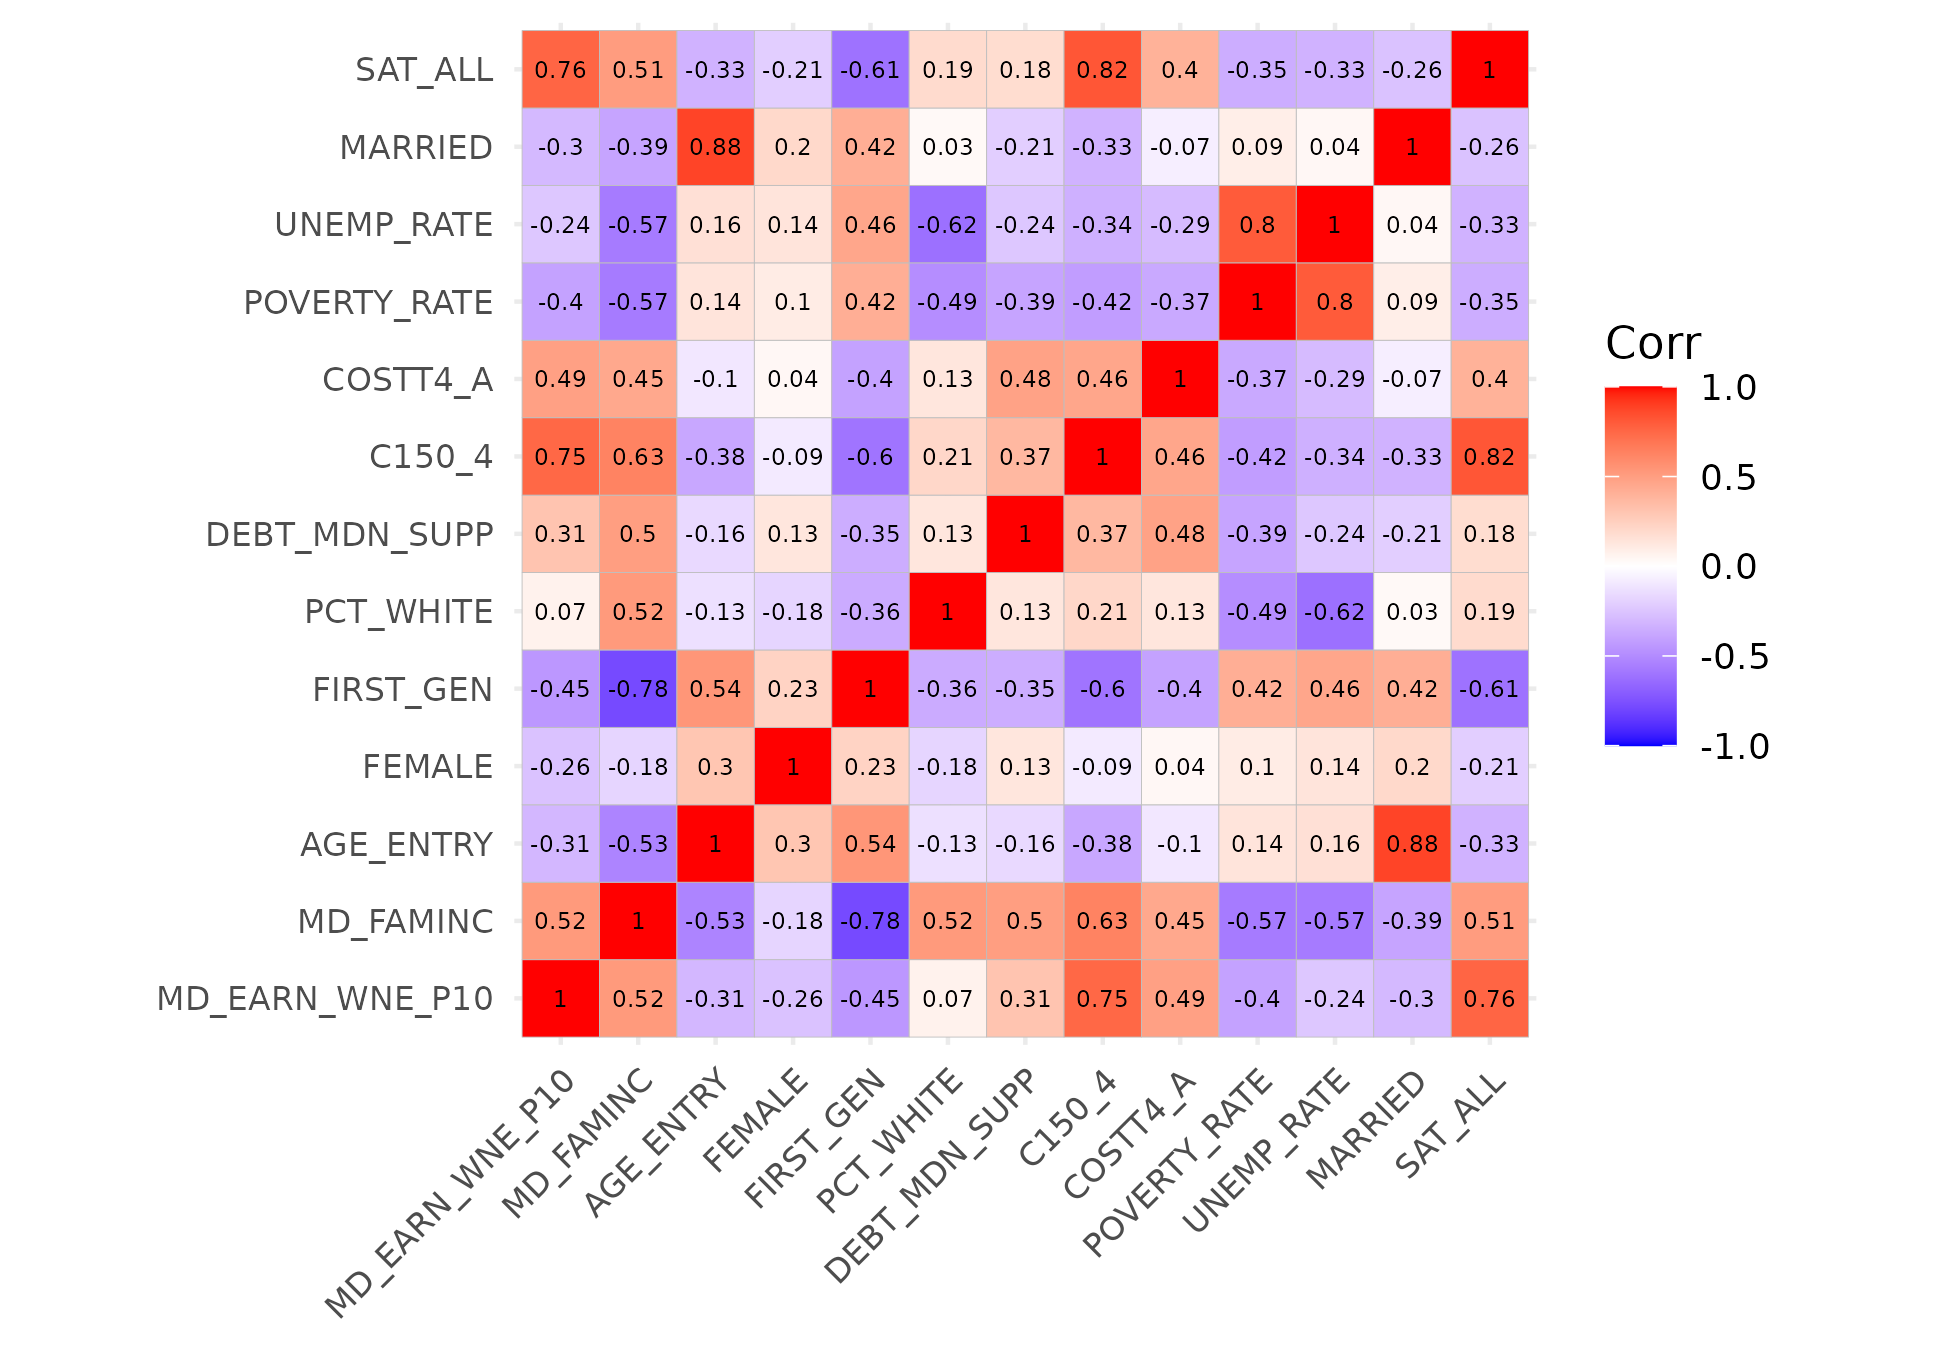 SAT_ALL 0.76 0.51 -0.33 -0.21 -0.61 0.19 0.18 0.82 0.4 -0.35 -0.33 -0.26 1
MARRIED -0.3 -0.39 0.88 0.2 0.42 0.03 -0.21 -0.33 -0.07 0.09 0.04 1 -0.26
UNEMP_RATE -0.24 -0.57 0.16 0.14 0.46 -0.62 -0.24 -0.34 -0.29 0.8 1 0.04 -0.33
POVERTY_RATE -0.4 -0.57 0.14 0.1 0.42 -0.49 -0.39 -0.42 -0.37 1 0.8 0.09 -0.35
COSTT4_A 0.49 0.45 -0.1 0.04 -0.4 0.13 0.48 0.46 1 -0.37 -0.29 -0.07 0.4
C150_4 0.75 0.63 -0.38 -0.09 -0.6 0.21 0.37 1 0.46 -0.42 -0.34 -0.33 0.82
DEBT_MDN_SUPP 0.31 0.5 -0.16 0.13 -0.35 0.13 1 0.37 0.48 -0.39 -0.24 -0.21 0.18
PCT_WHITE 0.07 0.52 -0.13 -0.18 -0.36 1 0.13 0.21 0.13 -0.49 -0.62 0.03 0.19
FIRST_GEN -0.45 -0.78 0.54 0.23 1 -0.36 -0.35 -0.6 -0.4 0.42 0.46 0.42 -0.61
FEMALE -0.26 -0.18 0.3 1 0.23 -0.18 0.13 -0.09 0.04 0.1 0.14 0.2 -0.21
AGE_ENTRY -0.31 -0.53 1 0.3 0.54 -0.13 -0.16 -0.38 -0.1 0.14 0.16 0.88 -0.33
MD_FAMINC 0.52 1 -0.53 -0.18 -0.78 0.52 0.5 0.63 0.45 -0.57 -0.57 -0.39 0.51
MD_EARN_WNE_P10 1 0.52 -0.31 -0.26 -0.45 0.07 0.31 0.75 0.49 -0.4 -0.24 -0.3 0.76
MD_EARN_WNE_P10
MD_FAMINC
AGE_ENTRY
FEMALE
FIRST_GEN
PCT_WHITE
DEBT_MDN_SUPP
C150_4
COSTT4_A
POVERTY_RATE
UNEMP_RATE
MARRIED
SAT_ALL
Corr
1.0
0.5
0.0
-0.5
-1.0